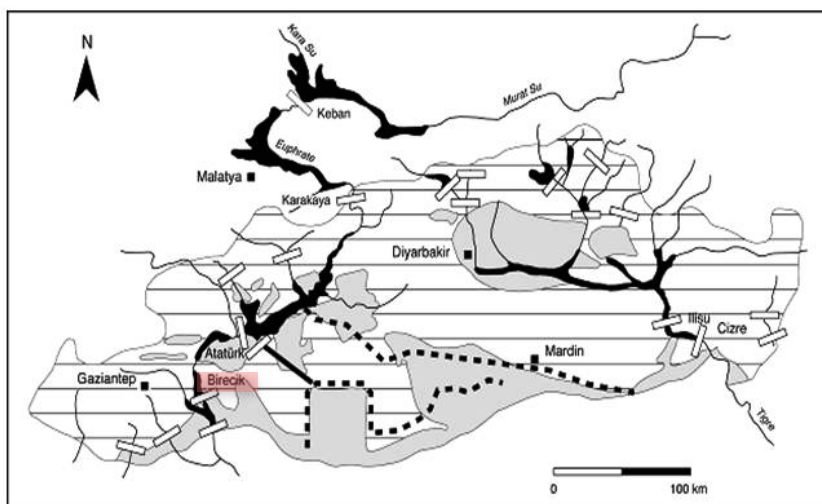 N
Kara Su
Keban
Murat Su
Euphrate
Malatya
Karakaya
Diyarbakir
Ilisu
Cizre
Atatürk
Mardin
Gaziantep
Birecik
Tigre
0 100 km